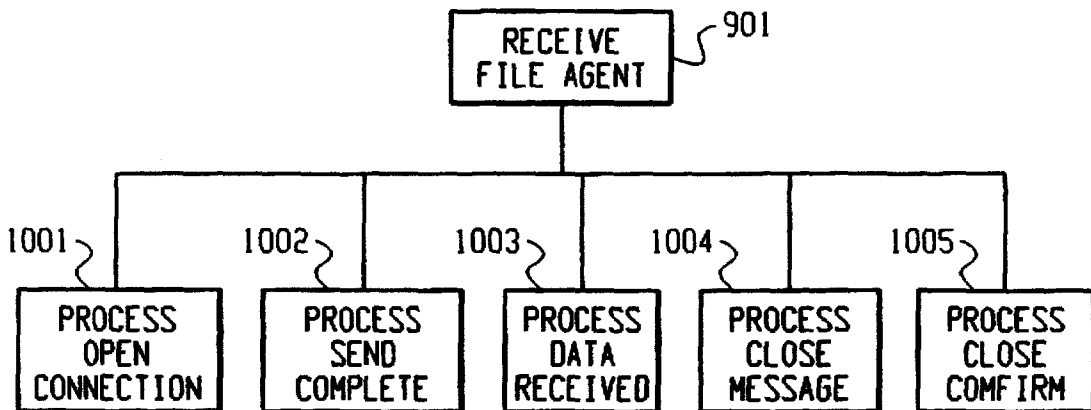 RECEIVE
FILE AGENT
901
1001
1002
1003
1004
1005
PROCESS
OPEN
CONNECTION
PROCESS
SEND
COMPLETE
PROCESS
DATA
RECEIVED
PROCESS
CLOSE
MESSAGE
PROCESS
CLOSE
COMFIRM